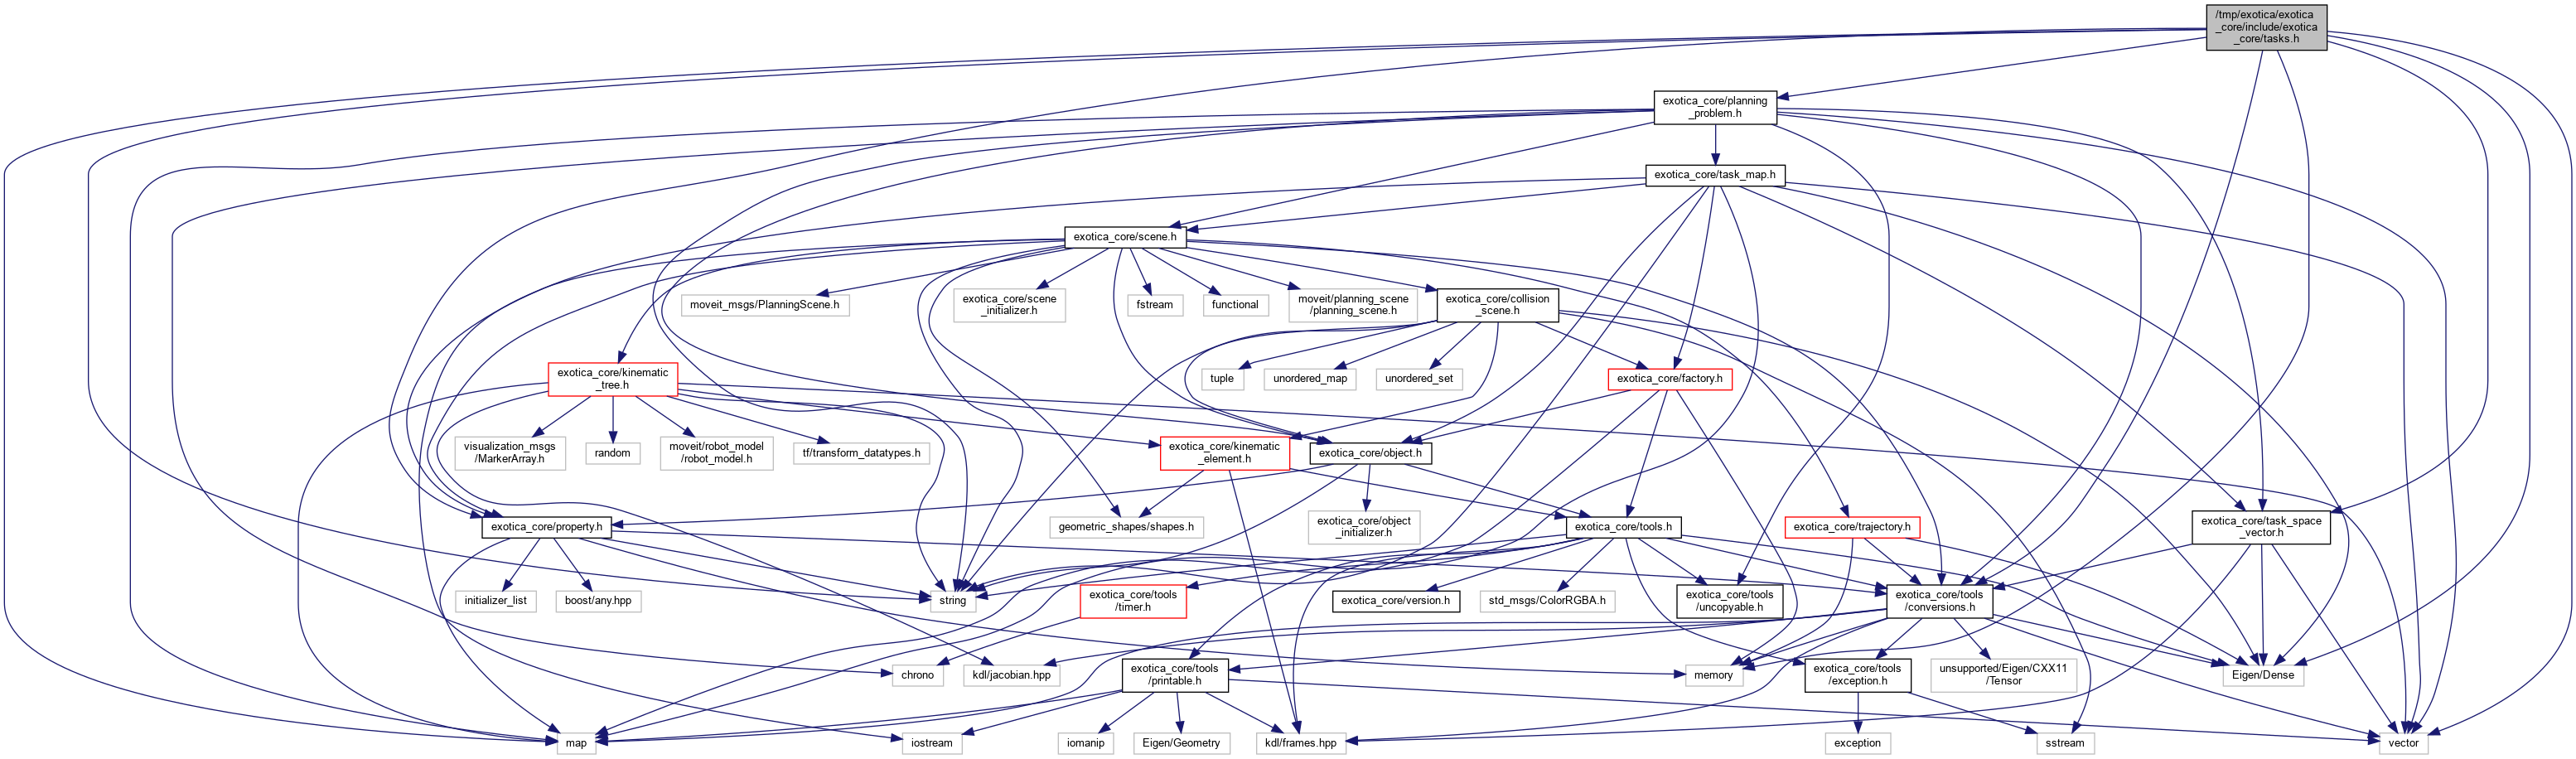 /tmp/exotica/exotica
_core/include/exotica
_core/tasks.h
exotica_core/planning
_problem.h
exotica_core/task_map.h
exotica_core/scene.h
moveit_msgs/PlanningScene.h
exotica_core/scene
_initializer.h
fstream
functional
moveit/planning_scene
/planning_scene.h
exotica_core/collision
_scene.h
exotica_core/kinematic
_tree.h
tuple
unordered_map
unordered_set
exotica_core/factory.h
visualization_msgs
/MarkerArray.h
random
moveit/robot_model
/robot_model.h
tf/transform_datatypes.h
exotica_core/kinematic
_element.h
exotica_core/object.h
exotica_core/property.h
geometric_shapes/shapes.h
exotica_core/object
_initializer.h
exotica_core/tools.h
exotica_core/trajectory.h
exotica_core/task_space
_vector.h
initializer_list
boost/any.hpp
string
exotica_core/tools
/timer.h
exotica_core/version.h
std_msgs/ColorRGBA.h
exotica_core/tools
/uncopyable.h
exotica_core/tools
/conversions.h
chrono
kdl/jacobian.hpp
exotica_core/tools
/printable.h
memory
exotica_core/tools
/exception.h
unsupported/Eigen/CXX11
/Tensor
Eigen/Dense
map
iostream
iomanip
Eigen/Geometry
kdl/frames.hpp
exception
sstream
vector